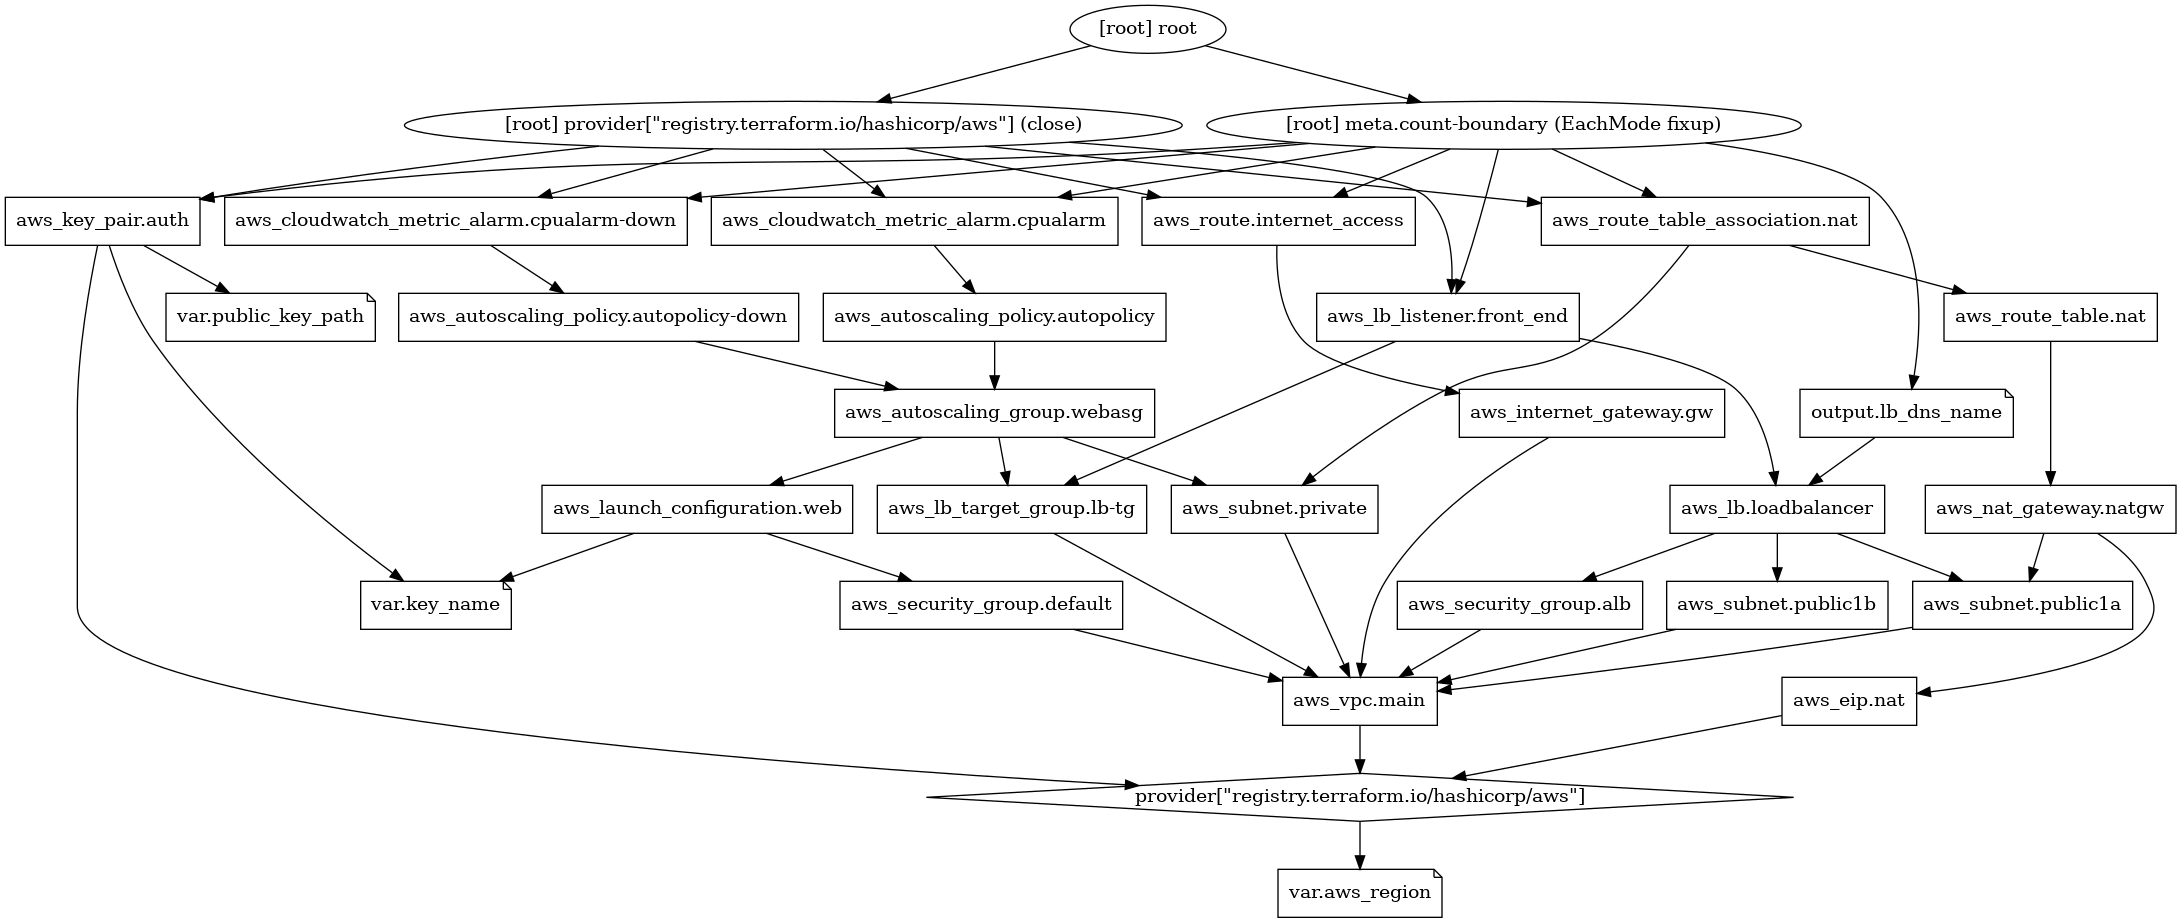 [root] root
[root] provider["registry.terraform.io/hashicorp/aws"] (close)
[root] meta.count-boundary (EachMode fixup)
aws_key_pair.auth
aws_cloudwatch_metric_alarm.cpualarm-down
aws_cloudwatch_metric_alarm.cpualarm
aws_route.internet_access
aws_route_table_association.nat
var.public_key_path
aws_autoscaling_policy.autopolicy-down
aws_autoscaling_policy.autopolicy
aws_lb_listener.front_end
aws_route_table.nat
aws_autoscaling_group.webasg
aws_internet_gateway.gw
output.lb_dns_name
aws_launch_configuration.web
aws_lb_target_group.lb-tg
aws_subnet.private
aws_lb.loadbalancer
aws_nat_gateway.natgw
var.key_name
aws_security_group.default
aws_security_group.alb
aws_subnet.public1b
aws_subnet.public1a
aws_vpc.main
aws_eip.nat
provider["registry.terraform.io/hashicorp/aws"]
var.aws_region